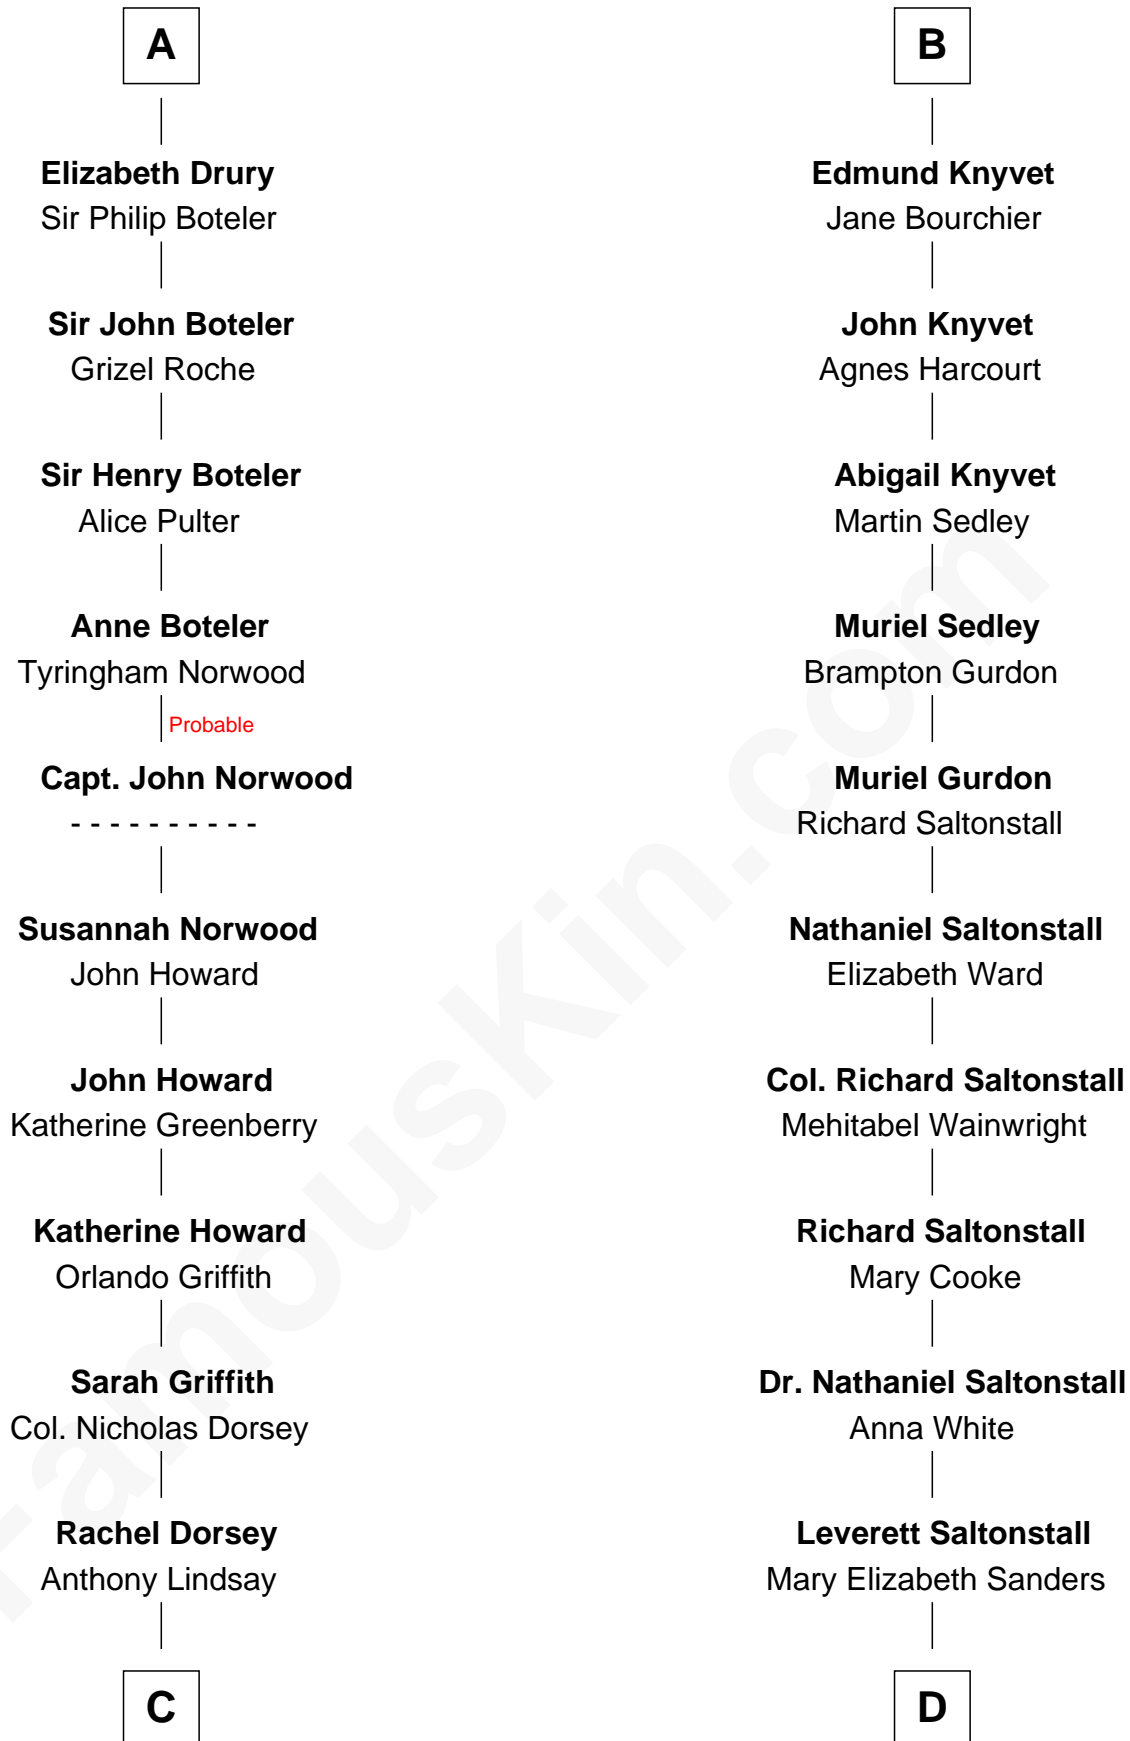 A
Elizabeth Drury
Sir Philip Boteler
Sir John Boteler
Grizel Roche
Sir Henry Boteler
Alice Pulter
Anne Boteler
Tyringham Norwood
Probable
Capt. John Norwood
- - - - - - - - - -
Susannah Norwood
John Howard
John Howard
Katherine Greenberry
Katherine Howard
Orlando Griffith
Sarah Griffith
Col. Nicholas Dorsey
Rachel Dorsey
Anthony Lindsay
C
B
Edmund Knyvet
Jane Bourchier
John Knyvet
Agnes Harcourt
Abigail Knyvet
Martin Sedley
Muriel Sedley
Brampton Gurdon
Muriel Gurdon
Richard Saltonstall
Nathaniel Saltonstall
Elizabeth Ward
Col. Richard Saltonstall
Mehitabel Wainwright
Richard Saltonstall
Mary Cooke
Dr. Nathaniel Saltonstall
Anna White
Leverett Saltonstall
Mary Elizabeth Sanders
D
FamousKin.com